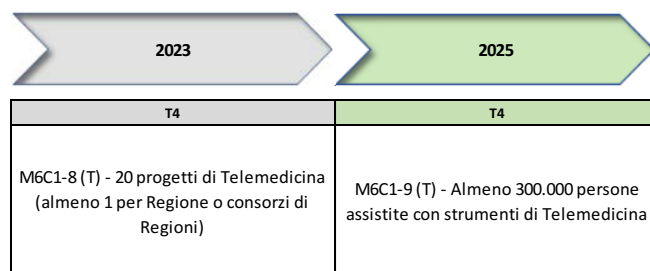 2023
2025
T4
T4
M6C1-8 (T) - 20 progetti di Telemedicina
(almeno 1 per Regione o consorzi di
Regioni)
M6C1-9 (T) - Almeno 300.000 persone
assistite con strumenti di Telemedicina